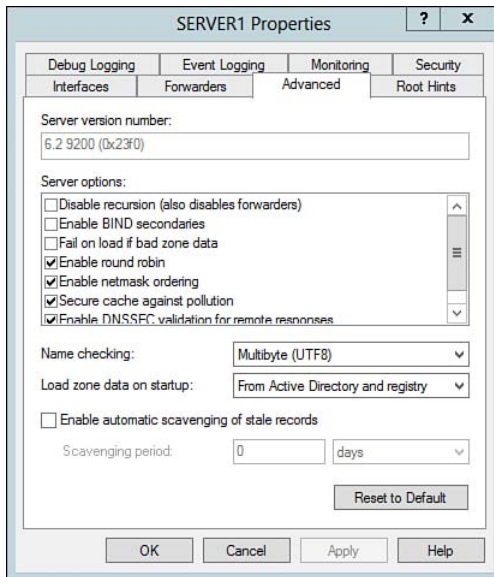 SERVER1 Properties
? x
Debug Logging Event Logging Monitoring Security
Interfaces Forwarders Advanced Root Hints
Server version number:
6.2 9200 (0x23f0)
Server options:
Disable recursion (also disables forwarders)
Enable BIND secondaries
Fail on load if bad zone data
Enable round robin
Enable netmask ordering
Secure cache against pollution
Enable DNSSEC validation for remote responses
Name checking: Multibyte (UTF8)
Load zone data on startup: From Active Directory and registry
Enable automatic scavenging of stale records
Scavenging period: 0 days
Reset to Default
OK Cancel Apply Help